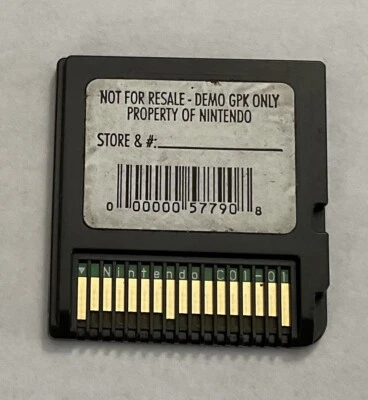 NOT FOR RESALE - DEMO GPK ONLY
PROPERTY OF NINTENDO
STORE & #:
0 00000 57790 8
▼ Nintendo C01-01